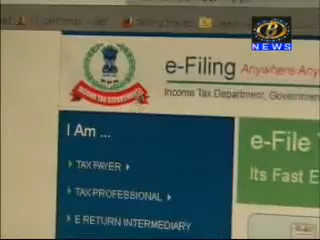 NEWS
e-Filing Anywhere Any
Income Tax Department, Government
INCOME TAX DEPARTMENT
I Am ...
TAX PAYER
TAX PROFESSIONAL
E RETURN INTERMEDIARY
e-File
Its Fast E